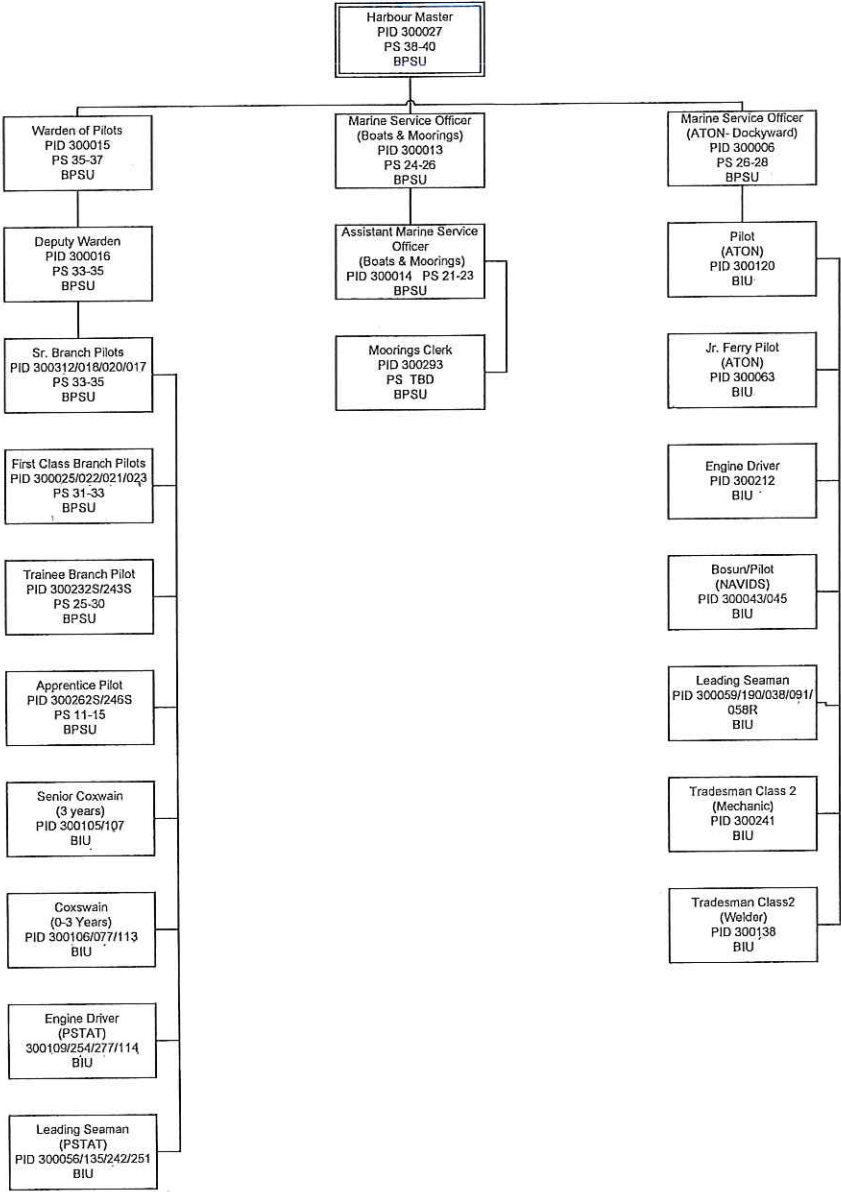 Harbour Master
PID 300027
PS 38-40
BPSU
Warden of Pilots
PID 300015
PS 35-37
BPSU
Deputy Warden
PID 300016
PS 33-35
BPSU
Sr. Branch Pilots
PID 300312/018/020/017
PS 33-35
BPSU
First Class Branch Pilots
PID 300025/022/021/023
PS 31-33
BPSU
Trainee Branch Pilot
PID 300232S/243S
PS 25-30
BPSU
Apprentice Pilot
PID 300262S/246S
PS 11-15
BPSU
Senior Coxwain
(3 years)
PID 300105/107
BIU
Coxswain
(0-3 Years)
PID 300106/077/113
BIU
Engine Driver
(PSTAT)
300109/254/277/114
BIU
Leading Seaman
(PSTAT)
PID 300056/135/242/251
BIU
Marine Service Officer
(Boats & Moorings)
PID 300013
PS 24-26
BPSU
Assistant Marine Service
Officer
(Boats & Moorings)
PID 300014 PS 21-23
BPSU
Moorings Clerk
PID 300293
PS TBD
BPSU
Marine Service Officer
(ATON- Dockyward)
PID 300006
PS 26-28
BPSU
Pilot
(ATON)
PID 300120
BIU
Jr. Ferry Pilot
(ATON)
PID 300063
BIU
Engine Driver
PID 300212
BIU
Bosun/Pilot
(NAVIDS)
PID 300043/045
BIU
Leading Seaman
PID 300059/190/038/091/
058R
BIU
Tradesman Class 2
(Mechanic)
PID 300241
BIU
Tradesman Class2
(Welder)
PID 300138
BIU